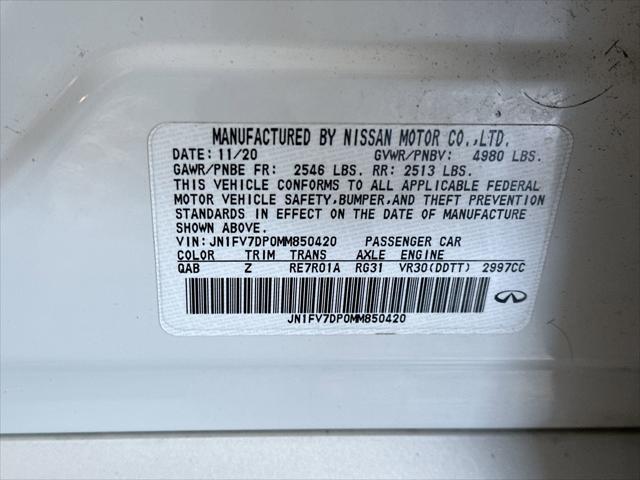 MANUFACTURED BY NISSAN MOTOR CO.,LTD.
DATE: 11/20 GVWR/PNBV: 4980 LBS.
GAWR/PNBE FR: 2546 LBS. RR: 2513 LBS.
THIS VEHICLE CONFORMS TO ALL APPLICABLE FEDERAL
MOTOR VEHICLE SAFETY,BUMPER,AND THEFT PREVENTION
STANDARDS IN EFFECT ON THE DATE OF MANUFACTURE
SHOWN ABOVE.
VIN:JN1FV7DP0MM850420 PASSENGER CAR
COLOR TRIM TRANS AXLE ENGINE
QAB Z RE7R01A RG31 VR30(DDTT) 2997CC
JN1FV7DP0MM850420